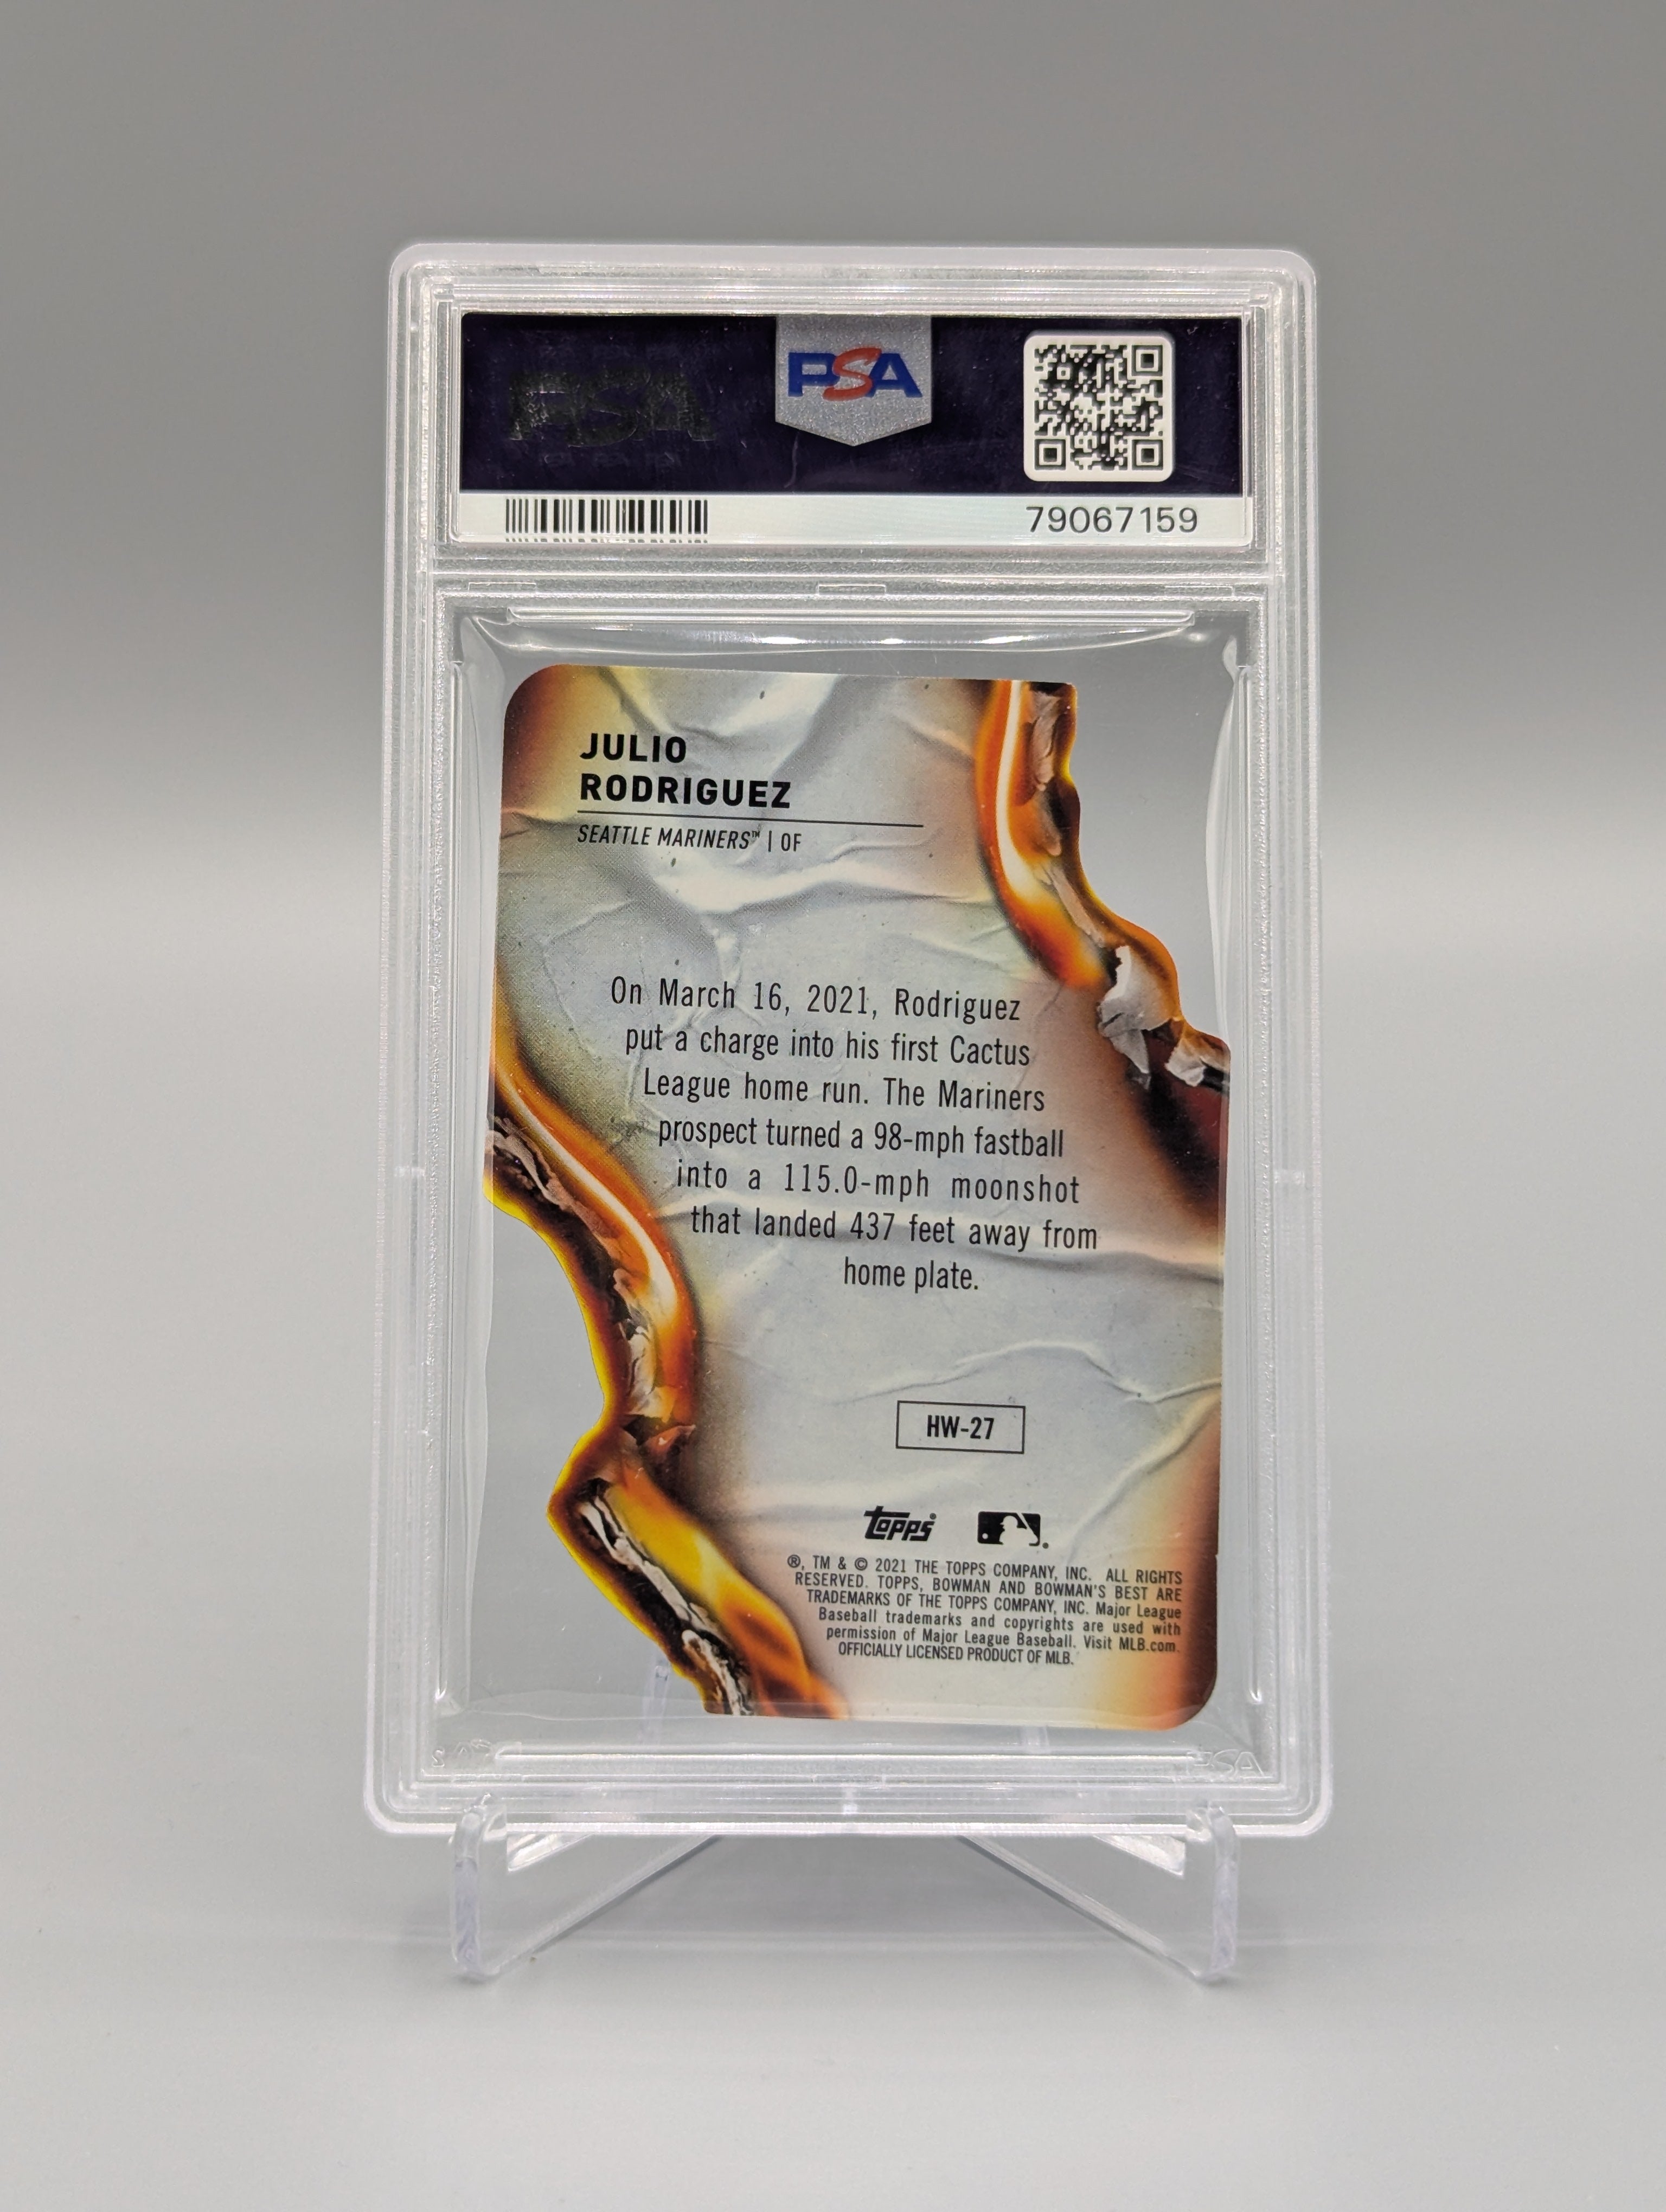 PSA
PSA
79067159
JULIO
RODRIGUEZ
SEATTLE MARINERS™ | OF
On March 16, 2021, Rodriguez
put a charge into his first Cactus
League home run. The Mariners
prospect turned a 98-mph fastball
into a 115.0-mph moonshot
that landed 437 feet away from
home plate.
HW-27
topps®
®, TM & © 2021 THE TOPPS COMPANY, INC. ALL RIGHTS
RESERVED. TOPPS, BOWMAN AND BOWMAN'S BEST ARE
TRADEMARKS OF THE TOPPS COMPANY, INC. Major League
Baseball trademarks and copyrights are used with
permission of Major League Baseball. Visit MLB.com.
OFFICIALLY LICENSED PRODUCT OF MLB.
PSA